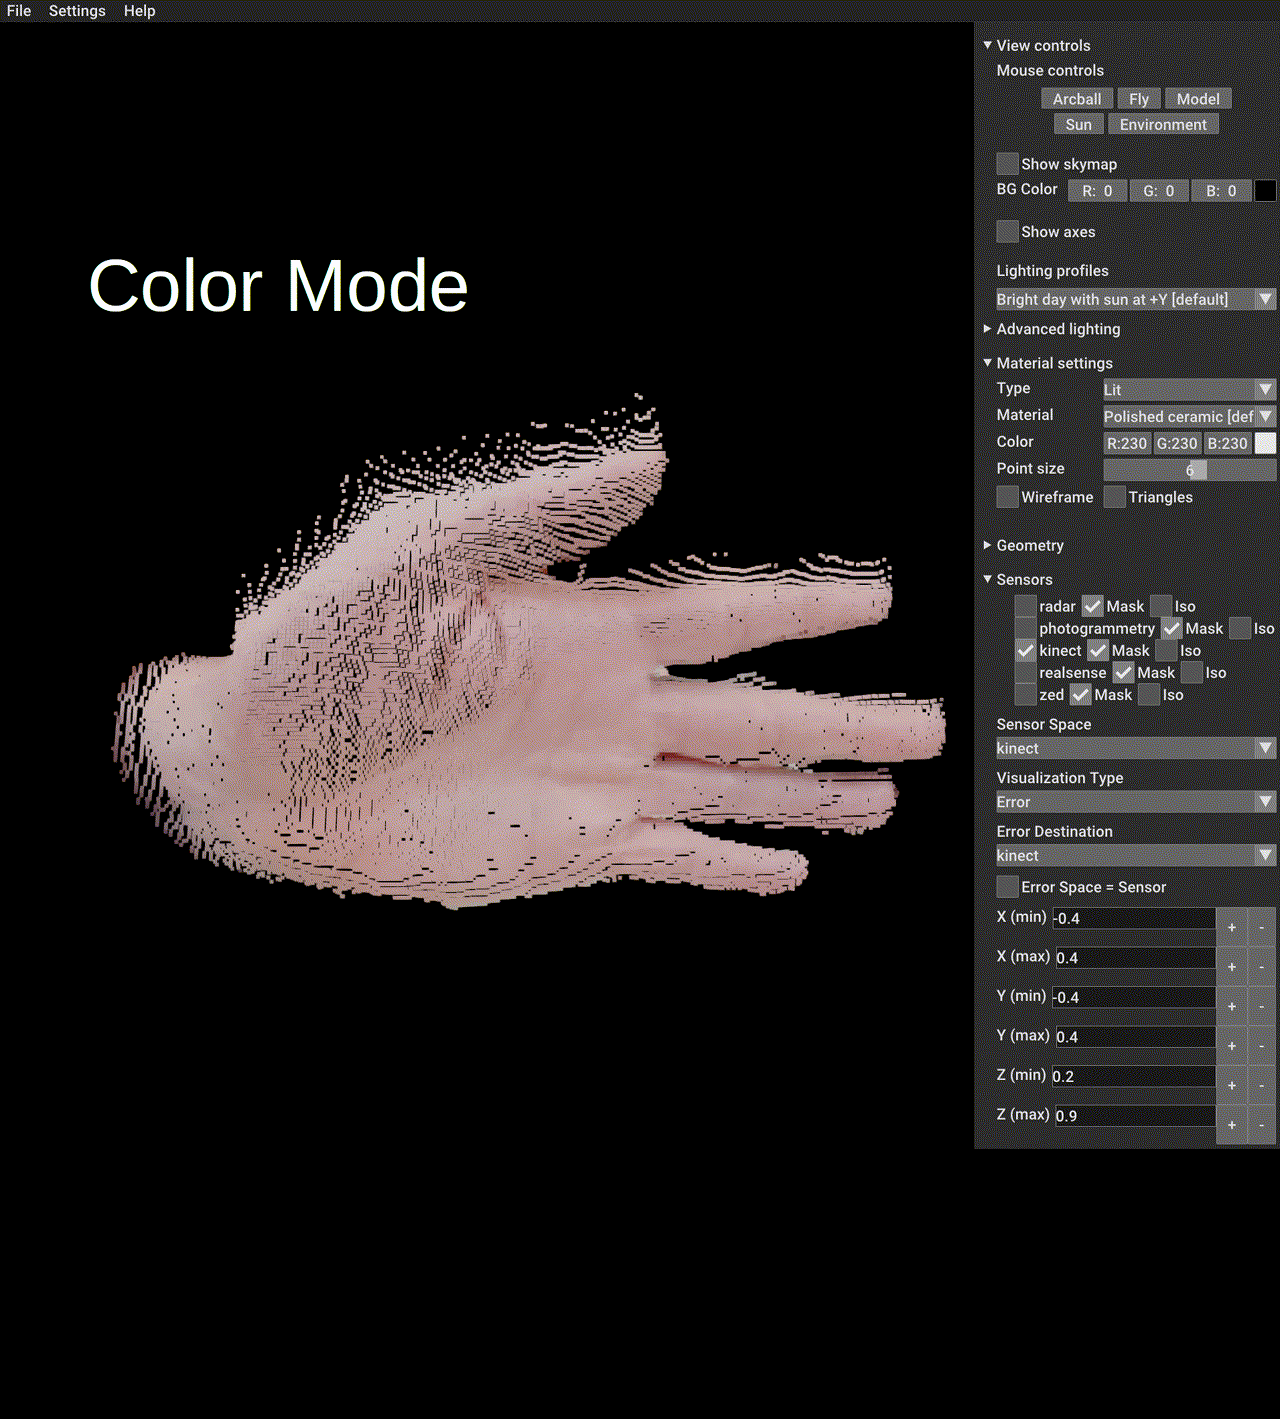 File Settings Help
View controls
Mouse controls
Arcball Fly Model
Sun Environment
Show skymap
BG Color R: 0 G: 0 B: 0
Show axes
Color Mode
Lighting profiles
Bright day with sun at +Y [default]
Advanced lighting
Material settings
Type Lit
Material Polished ceramic [def
Color R:230 G:230 B:230
Point size 6
Wireframe Triangles
Geometry
Sensors
radar Mask Iso
photogrammetry Mask Iso
kinect Mask Iso
realsense Mask Iso
zed Mask Iso
Sensor Space
kinect
Visualization Type
Error
Error Destination
kinect
Error Space = Sensor
X (min) -0.4 + -
X (max) 0.4 + -
Y (min) -0.4 + -
Y (max) 0.4 + -
Z (min) 0.2 + -
Z (max) 0.9 + -